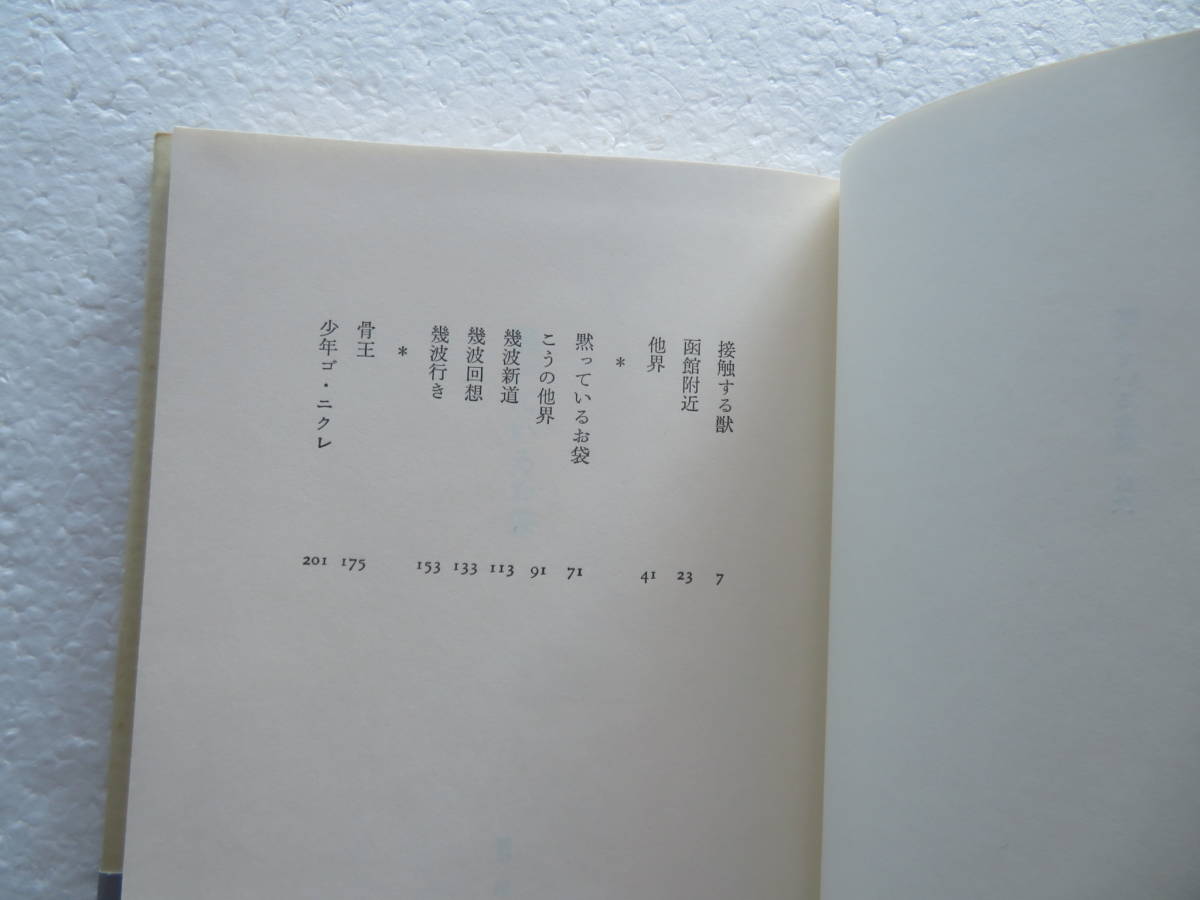 接触する獣 7
函館附近 23
他界 41
*
黙っているお袋 71
こうの他界 91
幾波新道 113
幾波回想 133
幾波行き 153
*
骨王 175
少年ゴ・ニクレ 201